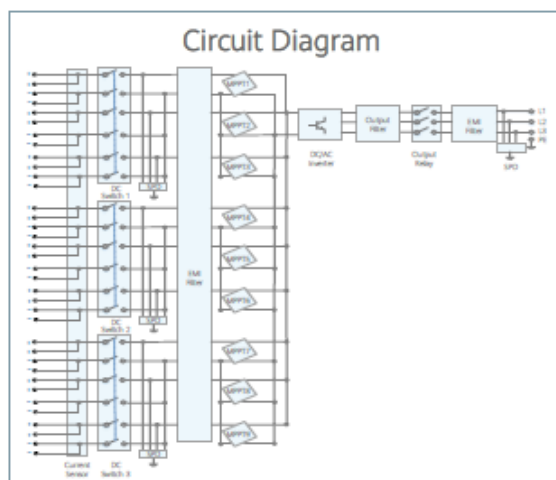 Circuit Diagram
MPPT1
MPPT2
MPPT3
SPD
DC
Switch 1
MPPT4
MPPT5
MPPT6
SPD
DC
Switch 2
EMI
Filter
MPPT7
MPPT8
MPPT9
SPD
Current
Sensor
DC
Switch 3
DC/AC
Inverter
Output
Filter
Output
Relay
EMI
Filter
SPD
L1
L2
L3
PE